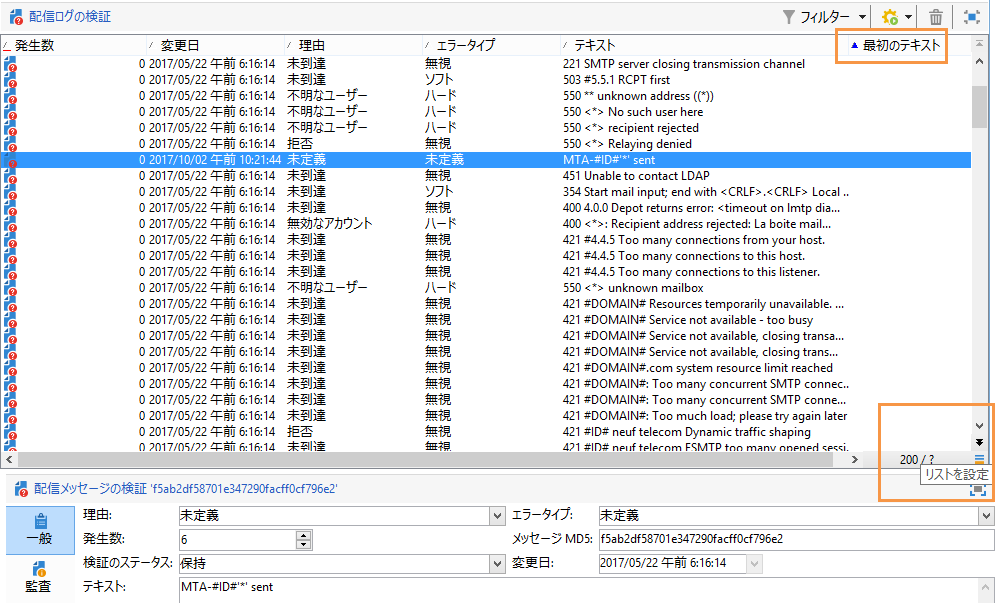 配信ログの検証 フィルター
発生数 変更日 理由 エラータイプ テキスト 最初のテキスト
0 2017/05/22 午前 6:16:14 未到達 無視 221 SMTP server closing transmission channel
0 2017/05/22 午前 6:16:14 未到達 ソフト 503 #5.5.1 RCPT first
0 2017/05/22 午前 6:16:14 不明なユーザー ハード 550 ** unknown address ((*))
0 2017/05/22 午前 6:16:14 不明なユーザー ハード 550 <*> No such user here
0 2017/05/22 午前 6:16:14 不明なユーザー ハード 550 <*> recipient rejected
0 2017/05/22 午前 6:16:14 拒否 無視 550 <*> Relaying denied
0 2017/10/02 午前 10:21:44 未定義 未定義 MTA-#ID#'*' sent
0 2017/05/22 午前 6:16:14 未到達 無視 451 Unable to contact LDAP
0 2017/05/22 午前 6:16:14 未到達 ソフト 354 Start mail input; end with <CRLF>.<CRLF> Local ..
0 2017/05/22 午前 6:16:14 未到達 無視 400 4.0.0 Depot returns error: <timeout on lmtp dia...
0 2017/05/22 午前 6:16:14 無効なアカウント ハード 400 <*>: Recipient address rejected: La boite mail...
0 2017/05/22 午前 6:16:14 未到達 無視 421 #4.4.5 Too many connections from your host.
0 2017/05/22 午前 6:16:14 未到達 無視 421 #4.4.5 Too many connections to this host.
0 2017/05/22 午前 6:16:14 未到達 無視 421 #4.4.5 Too many connections to this listener.
0 2017/05/22 午前 6:16:14 不明なユーザー ハード 550 <*> unknown mailbox
0 2017/05/22 午前 6:16:14 未到達 無視 421 #DOMAIN# Resources temporarily unavailable. ...
0 2017/05/22 午前 6:16:14 未到達 無視 421 #DOMAIN# Service not available - too busy
0 2017/05/22 午前 6:16:14 未到達 無視 421 #DOMAIN# Service not available, closing transa...
0 2017/05/22 午前 6:16:14 未到達 無視 421 #DOMAIN# Service not available, closing trans...
0 2017/05/22 午前 6:16:14 未到達 無視 421 #DOMAIN#.com system resource limit reached
0 2017/05/22 午前 6:16:14 未到達 無視 421 #DOMAIN#: Too many concurrent SMTP connec..
0 2017/05/22 午前 6:16:14 未到達 無視 421 #DOMAIN#: Too many concurrent SMTP conne...
0 2017/05/22 午前 6:16:14 未到達 無視 421 #DOMAIN#: Too much load; please try again later
0 2017/05/22 午前 6:16:14 拒否 無視 421 #ID# neuf telecom Dynamic traffic shaping
0 2017/05/22 午前 6:16:14 未到達 無視 421 #ID# neuf telecom ESMTP too many opened sessi.
200 / ?
リストを設定
配信メッセージの検証 'f5ab2df58701e347290facff0cf796e2'
一般
監査
理由: 未定義 エラータイプ: 未定義
発生数: 6 メッセージ MD5: f5ab2df58701e347290facff0cf796e2
検証のステータス: 保持 変更日: 2017/05/22 午前 6:16:14
テキスト: MTA-#ID#'*' sent